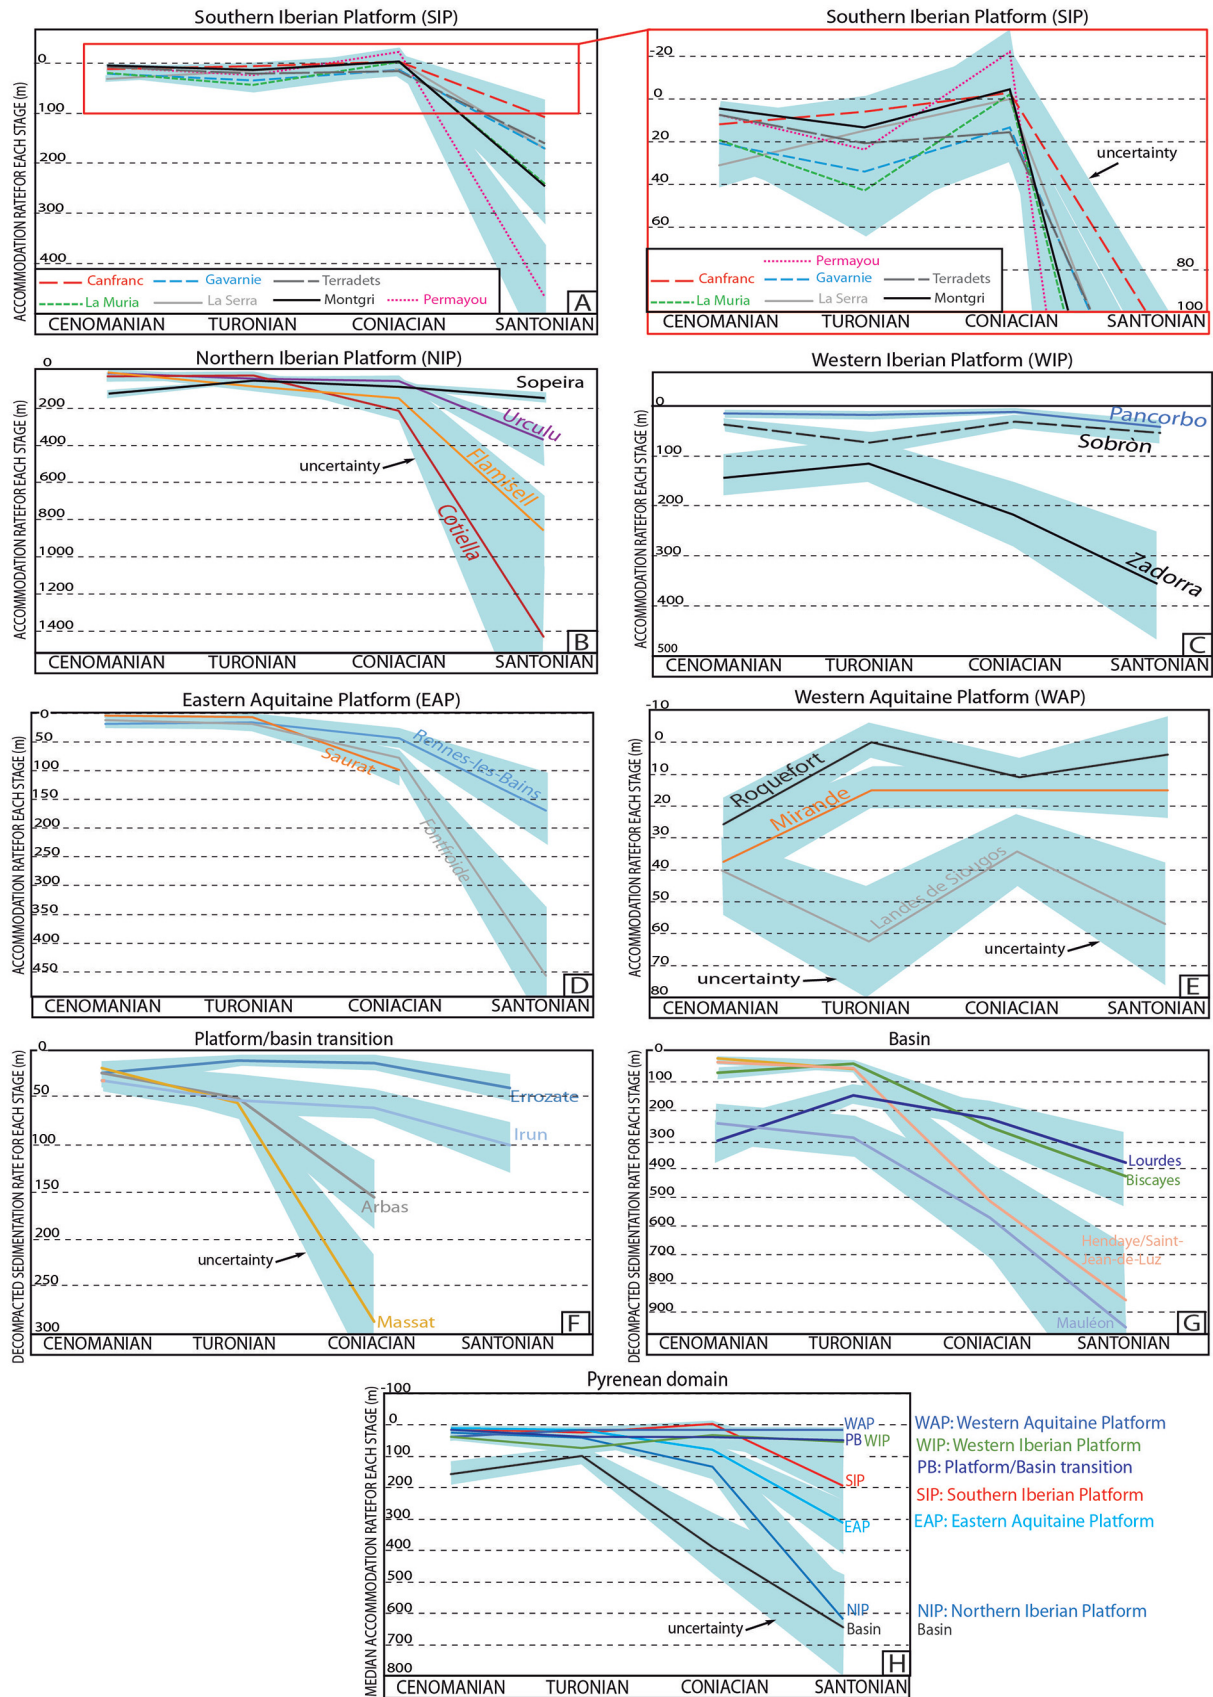 Southern Iberian Platform (SIP)
ACCOMMODATION RATEFOR EACH STAGE (m)
0
100
200
300
400
Canfranc
Gavarnie
Terradets
La Muria
La Serra
Montgri
Permayou
A
CENOMANIAN
TURONIAN
CONIACIAN
SANTONIAN
Southern Iberian Platform (SIP)
-20
0
20
40
60
80
100
uncertainty
Permayou
Canfranc
Gavarnie
Terradets
La Muria
La Serra
Montgri
CENOMANIAN
TURONIAN
CONIACIAN
SANTONIAN
Northern Iberian Platform (NIP)
ACCOMMODATION RATEFOR EACH STAGE (m)
0
200
400
600
800
1000
1200
1400
Sopeira
Urculu
uncertainty
Flamisell
Cotiella
B
CENOMANIAN
TURONIAN
CONIACIAN
SANTONIAN
Western Iberian Platform (WIP)
ACCOMMODATION RATEFOR EACH STAGE (m)
0
100
200
300
400
500
Pancorbo
Sobròn
Zadorra
C
CENOMANIAN
TURONIAN
CONIACIAN
SANTONIAN
Eastern Aquitaine Platform (EAP)
ACCOMMODATION RATEFOR EACH STAGE (m)
0
50
100
150
200
250
300
350
400
450
Saurat
Rennes-les-Bains
Fontfroide
D
CENOMANIAN
TURONIAN
CONIACIAN
SANTONIAN
Western Aquitaine Platform (WAP)
ACCOMMODATION RATEFOR EACH STAGE (m)
-10
0
10
20
30
40
50
60
70
80
Roquefort
Mirande
Landes de Siougos
uncertainty
uncertainty
E
CENOMANIAN
TURONIAN
CONIACIAN
SANTONIAN
Platform/basin transition
DECOMPACTED SEDIMENTATION RATE FOR EACH STAGE (m)
0
50
100
150
200
250
300
Errozate
Irun
Arbas
uncertainty
Massat
F
CENOMANIAN
TURONIAN
CONIACIAN
SANTONIAN
Basin
DECOMPACTED SEDIMENTATION RATE FOR EACH STAGE (m)
0
100
200
300
400
500
600
700
800
900
Lourdes
Biscayes
Hendaye/Saint-
Jean-de-Luz
Mauléon
G
CENOMANIAN
TURONIAN
CONIACIAN
SANTONIAN
Pyrenean domain
MEDIAN ACCOMMODATION RATEFOR EACH STAGE (m)
-100
0
100
200
300
400
500
600
700
800
WAP
PB WIP
SIP
EAP
NIP
Basin
uncertainty
H
CENOMANIAN
TURONIAN
CONIACIAN
SANTONIAN
WAP: Western Aquitaine Platform
WIP: Western Iberian Platform
PB: Platform/Basin transition
SIP: Southern Iberian Platform
EAP: Eastern Aquitaine Platform
NIP: Northern Iberian Platform
Basin